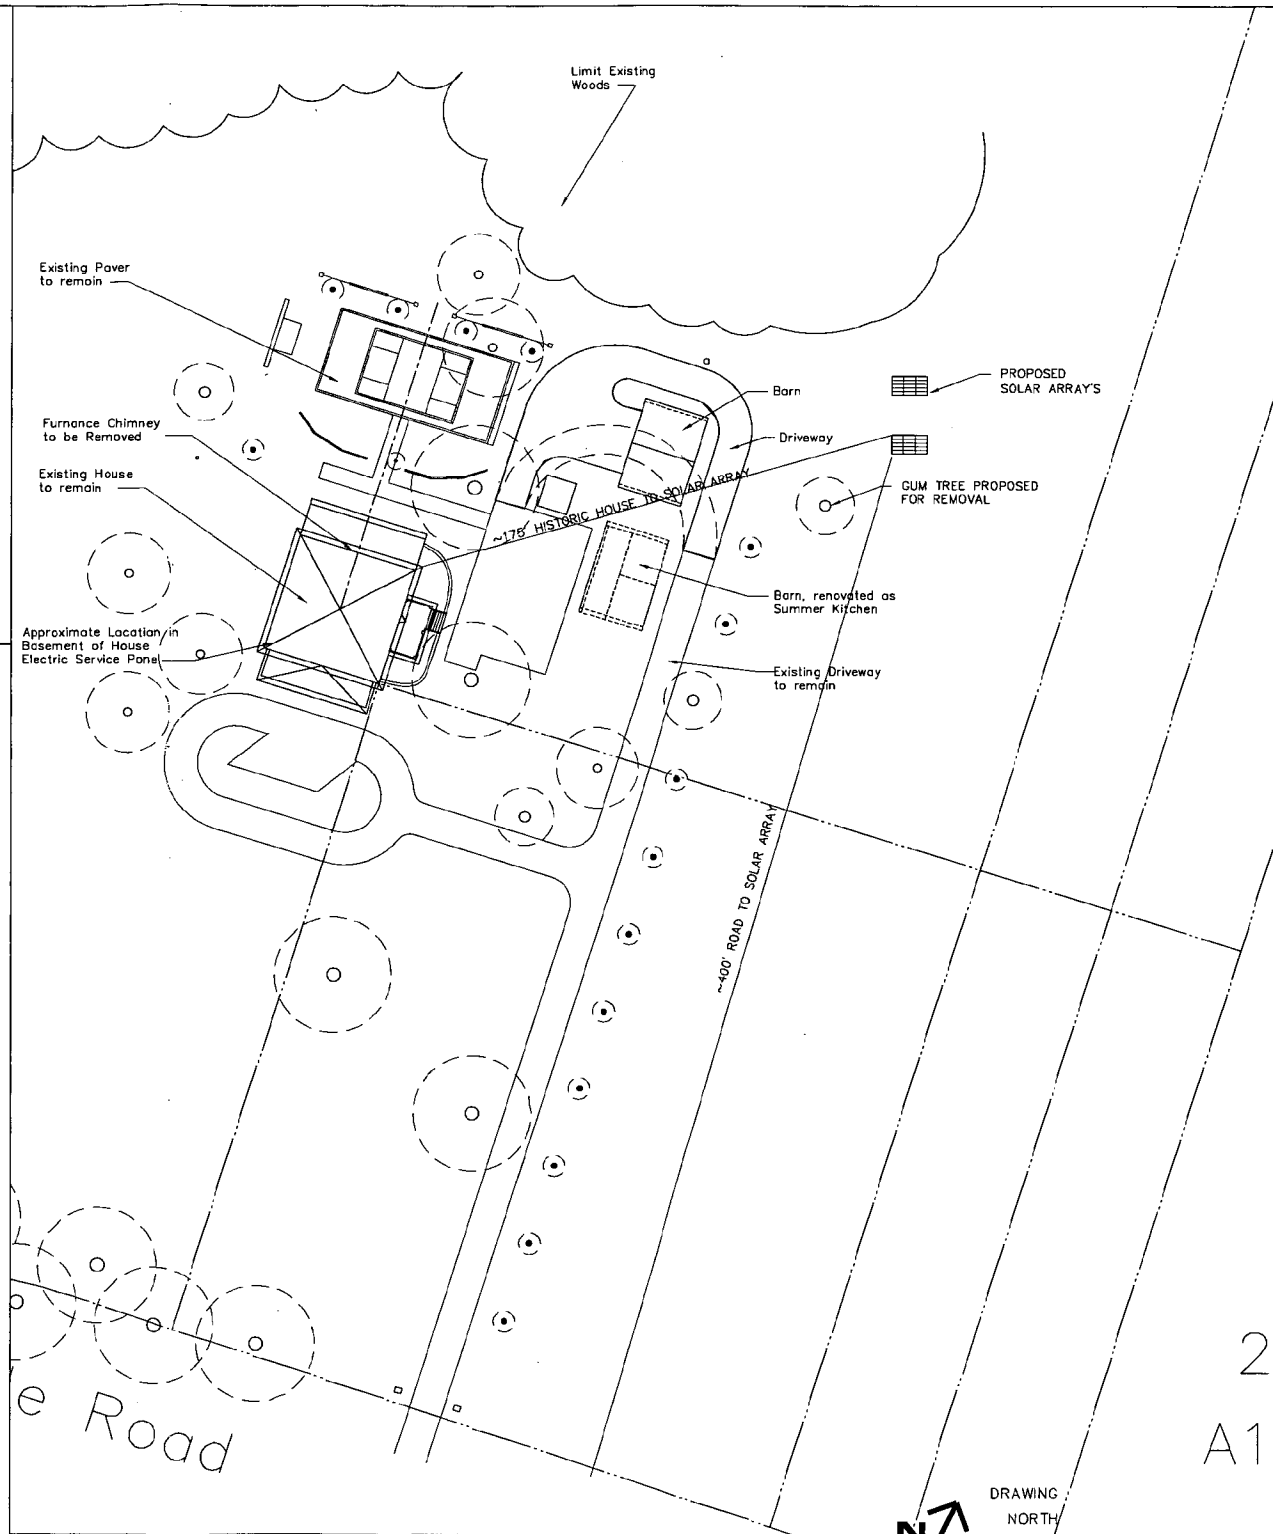 Limit Existing
Woods
Existing Paver
to remain
Furnance Chimney
to be Removed
Existing House
to remain
Approximate Location in
Basement of House
Electric Service Panel
PROPOSED
SOLAR ARRAY'S
Barn
Driveway
GUM TREE PROPOSED
FOR REMOVAL
~175' HISTORIC HOUSE TO SOLAR ARRAY
Barn, renovated as
Summer Kitchen
Existing Driveway
to remain
~400' ROAD TO SOLAR ARRAY
e Road
2
A1
DRAWING
NORTH
N